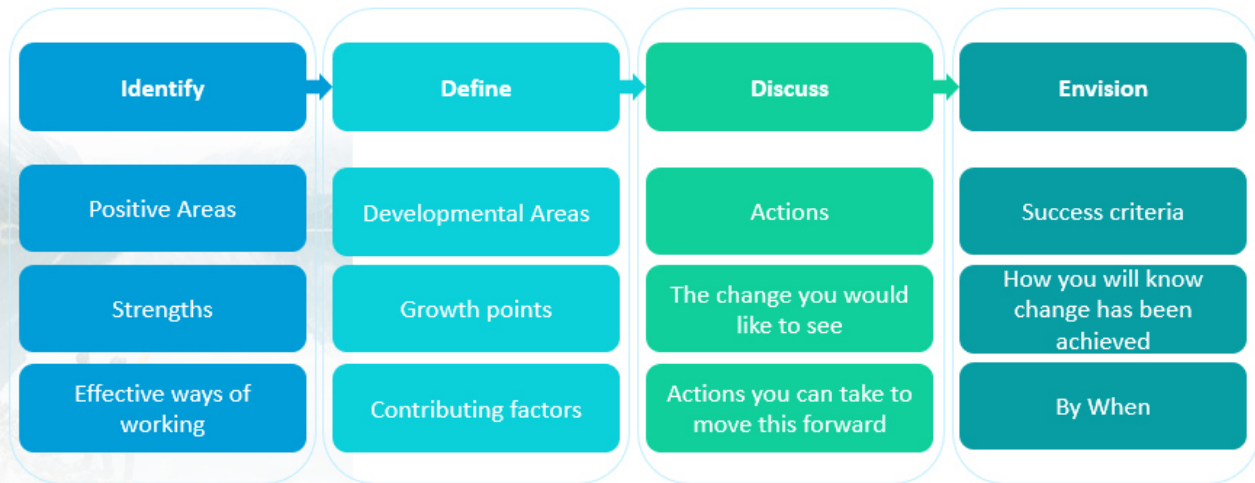 Identify
Define
Discuss
Envision
Positive Areas
Developmental Areas
Actions
Success criteria
Strengths
Growth points
The change you would
like to see
How you will know
change has been
achieved
Effective ways of
working
Contributing factors
Actions you can take to
move this forward
By When